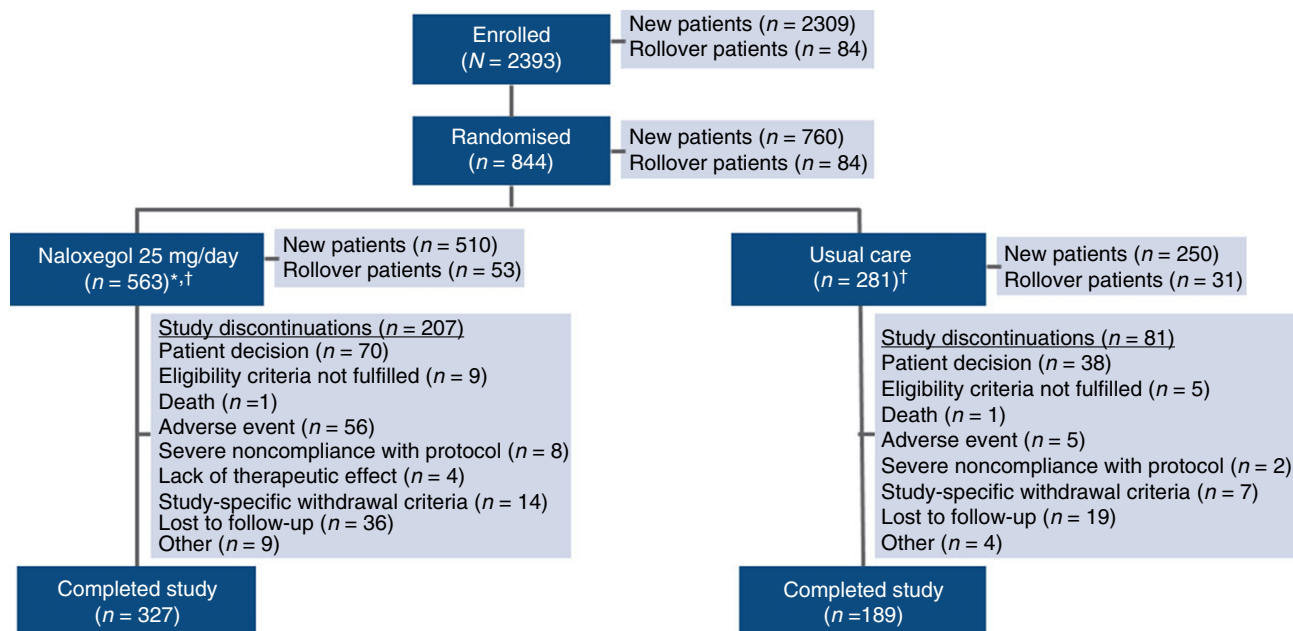 Enrolled
(N = 2393)
New patients (n = 2309)
Rollover patients (n = 84)
Randomised
(n = 844)
New patients (n = 760)
Rollover patients (n = 84)
Naloxegol 25 mg/day
(n = 563)*,†
New patients (n = 510)
Rollover patients (n = 53)
Usual care
(n = 281)†
New patients (n = 250)
Rollover patients (n = 31)
Study discontinuations (n = 207)
Patient decision (n = 70)
Eligibility criteria not fulfilled (n = 9)
Death (n =1)
Adverse event (n = 56)
Severe noncompliance with protocol (n = 8)
Lack of therapeutic effect (n = 4)
Study-specific withdrawal criteria (n = 14)
Lost to follow-up (n = 36)
Other (n = 9)
Study discontinuations (n = 81)
Patient decision (n = 38)
Eligibility criteria not fulfilled (n = 5)
Death (n = 1)
Adverse event (n = 5)
Severe noncompliance with protocol (n = 2)
Study-specific withdrawal criteria (n = 7)
Lost to follow-up (n = 19)
Other (n = 4)
Completed study
(n = 327)
Completed study
(n =189)